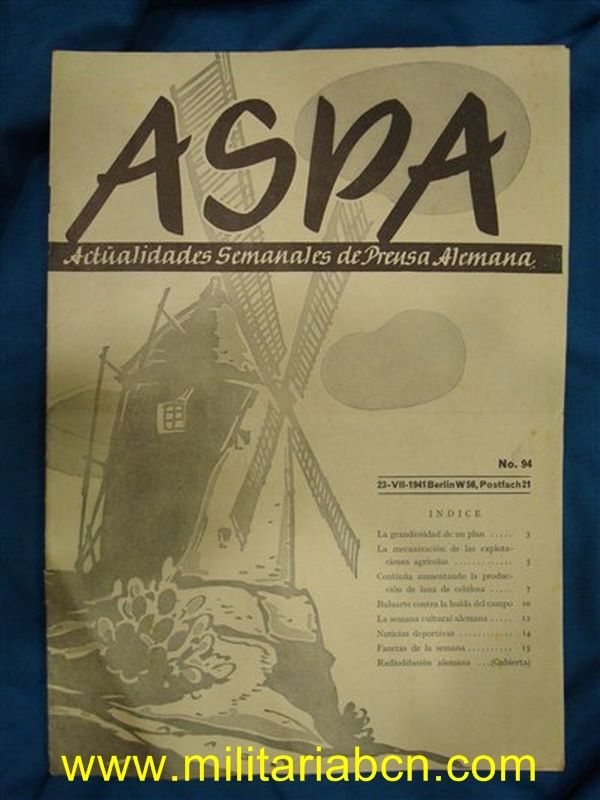 ASPA
Actüalidades Semanales de Prensa Alemana.
No. 94
23-VII-1941 Berlin W 56, Postfach 21
INDICE
La grandiosidad de un plan ..... 3
La mecanización de las explota-
ciones agrícolas ............. 5
Continúa aumentando la produc-
ción de lana de celulosa ...... 7
Baluarte contra la huída del campo 10
La semana cultural alemana ..... 12
Noticias deportivas ............. 14
Facetas de la semana .......... 15
Radiodifusión alemana ...(Cubierta)
www.militariabcn.com